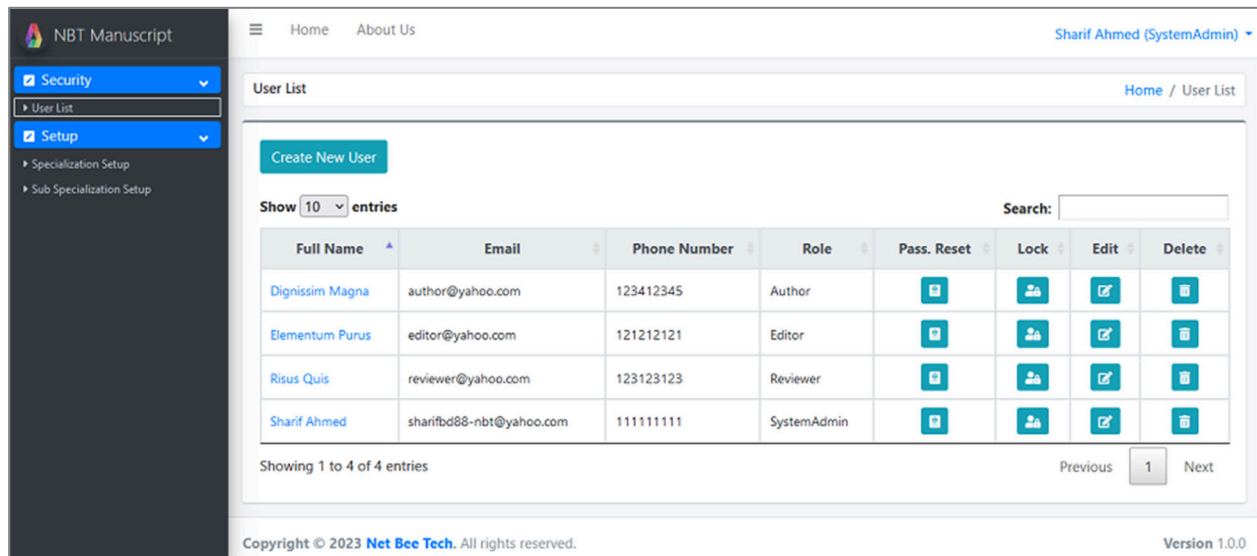 NBT Manuscript
Home About Us
Sharif Ahmed (SystemAdmin)
Security
User List
Setup
Specialization Setup
Sub Specialization Setup
User List
Home / User List
Create New User
Show 10 entries
Search:
Full Name Email Phone Number Role Pass. Reset Lock Edit Delete
Dignissim Magna author@yahoo.com 123412345 Author
Elementum Purus editor@yahoo.com 121212121 Editor
Risus Quis reviewer@yahoo.com 123123123 Reviewer
Sharif Ahmed sharifbd88-nbt@yahoo.com 111111111 SystemAdmin
Showing 1 to 4 of 4 entries
Previous 1 Next
Copyright © 2023 Net Bee Tech. All rights reserved.
Version 1.0.0